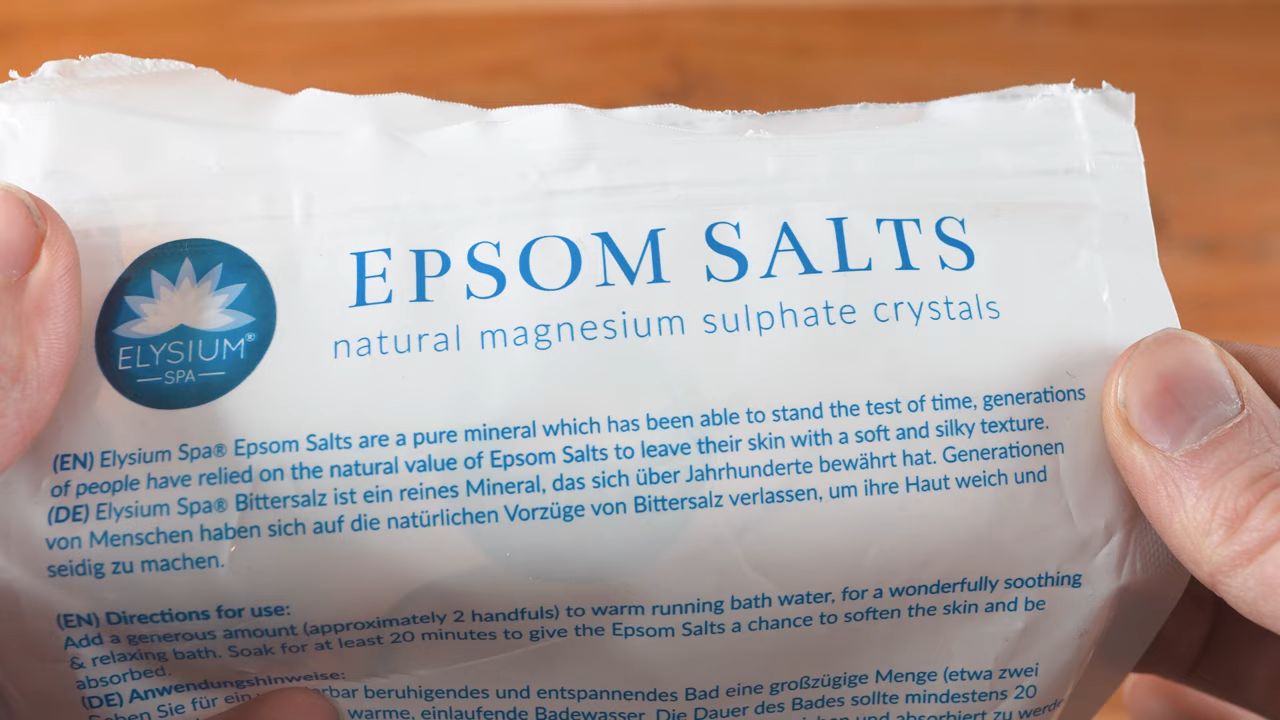 EPSOM SALTS
natural magnesium sulphate crystals
ELYSIUM®
SPA
(EN) Elysium Spa® Epsom Salts are a pure mineral which has been able to stand the test of time, generations
of people have relied on the natural value of Epsom Salts to leave their skin with a soft and silky texture.
(DE) Elysium Spa® Bittersalz ist ein reines Mineral, das sich über Jahrhunderte bewährt hat. Generationen
von Menschen haben sich auf die natürlichen Vorzüge von Bittersalz verlassen, um ihre Haut weich und
seidig zu machen.
(EN) Directions for use:
Add a generous amount (approximately 2 handfuls) to warm running bath water, for a wonderfully soothing
& relaxing bath. Soak for at least 20 minutes to give the Epsom Salts a chance to soften the skin and be
absorbed.
(DE) Anwendungshinweise:
Sie für ein beruhigendes und entspannendes Bad eine großzügige Menge (etwa zwei
warme, einlaufende Badewasser. Die Dauer des Bades sollte mindestens 20
und absorbiert zu werden